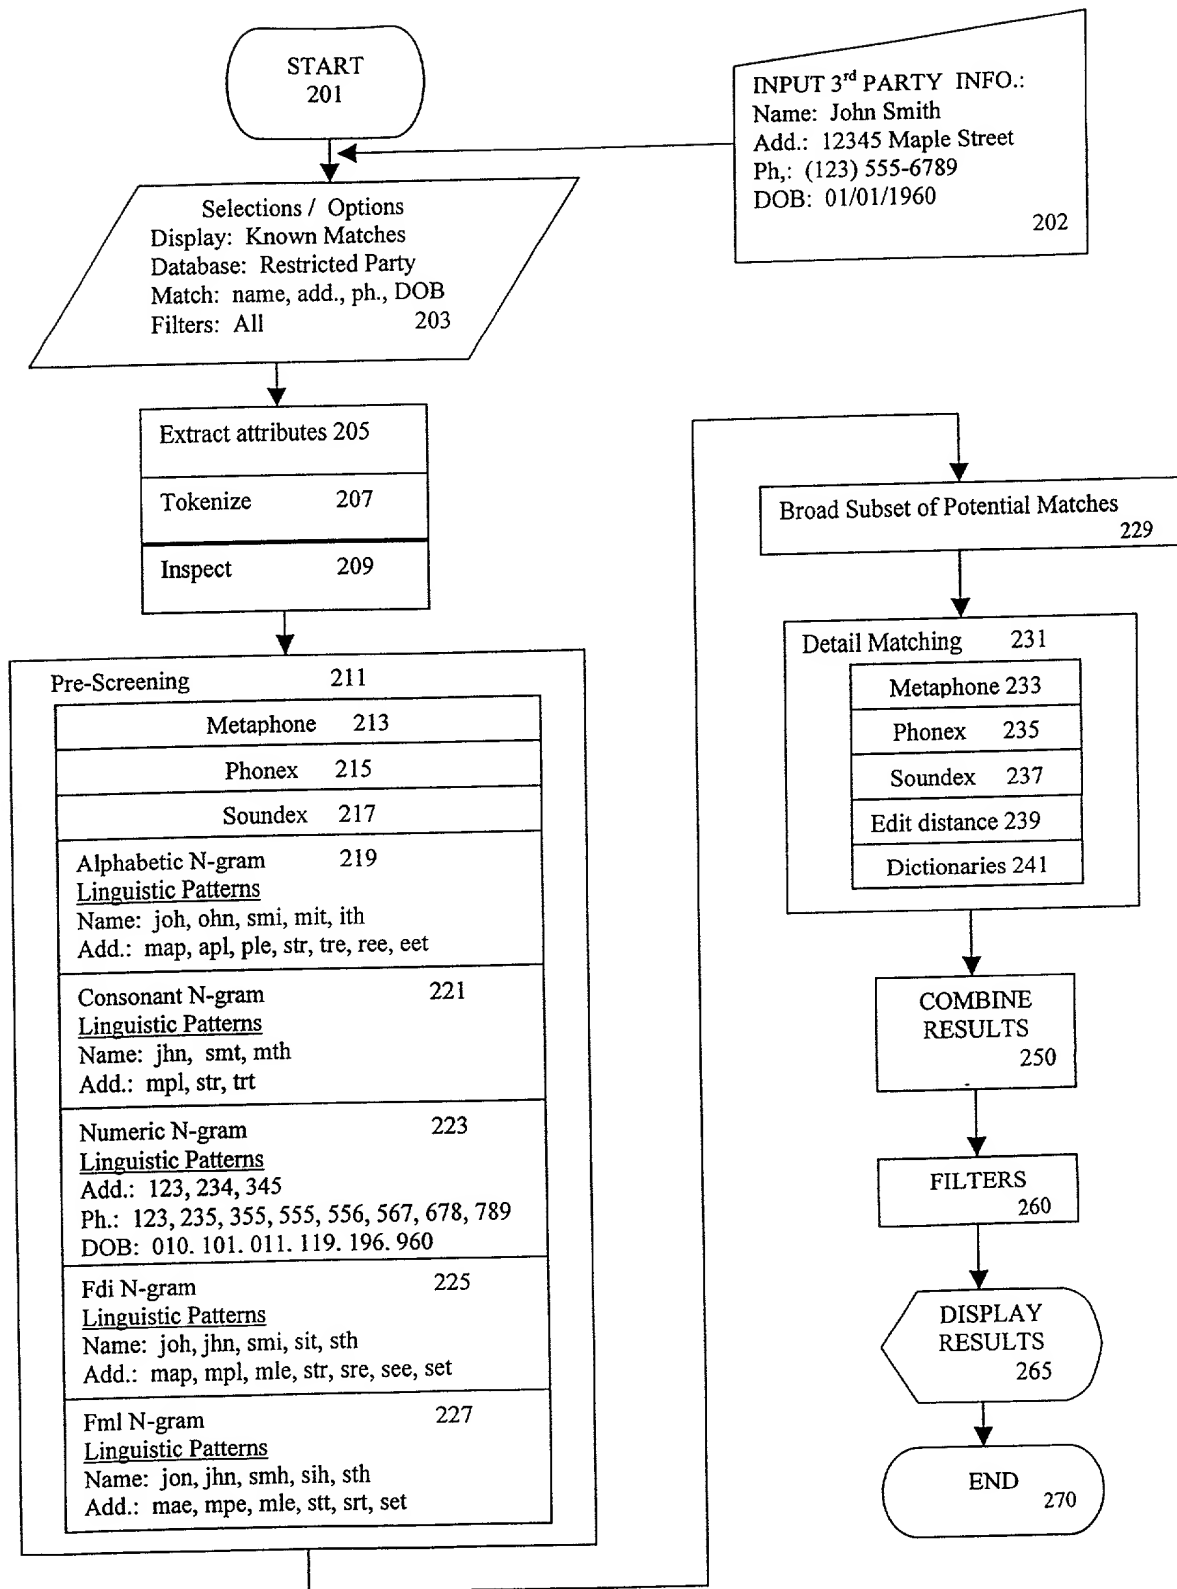 START
201
INPUT 3rd PARTY INFO.:
Name: John Smith
Add.: 12345 Maple Street
Ph,: (123) 555-6789
DOB: 01/01/1960
202
Selections / Options
Display: Known Matches
Database: Restricted Party
Match: name, add., ph., DOB
Filters: All 203
Extract attributes 205
Tokenize 207
Inspect 209
Pre-Screening 211
Metaphone 213
Phonex 215
Soundex 217
Alphabetic N-gram 219
Linguistic Patterns
Name: joh, ohn, smi, mit, ith
Add.: map, apl, ple, str, tre, ree, eet
Consonant N-gram 221
Linguistic Patterns
Name: jhn, smt, mth
Add.: mpl, str, trt
Numeric N-gram 223
Linguistic Patterns
Add.: 123, 234, 345
Ph.: 123, 235, 355, 555, 556, 567, 678, 789
DOB: 010. 101. 011. 119. 196. 960
Fdi N-gram 225
Linguistic Patterns
Name: joh, jhn, smi, sit, sth
Add.: map, mpl, mle, str, sre, see, set
Fml N-gram 227
Linguistic Patterns
Name: jon, jhn, smh, sih, sth
Add.: mae, mpe, mle, stt, srt, set
Broad Subset of Potential Matches
229
Detail Matching 231
Metaphone 233
Phonex 235
Soundex 237
Edit distance 239
Dictionaries 241
COMBINE
RESULTS
250
FILTERS
260
DISPLAY
RESULTS
265
END
270